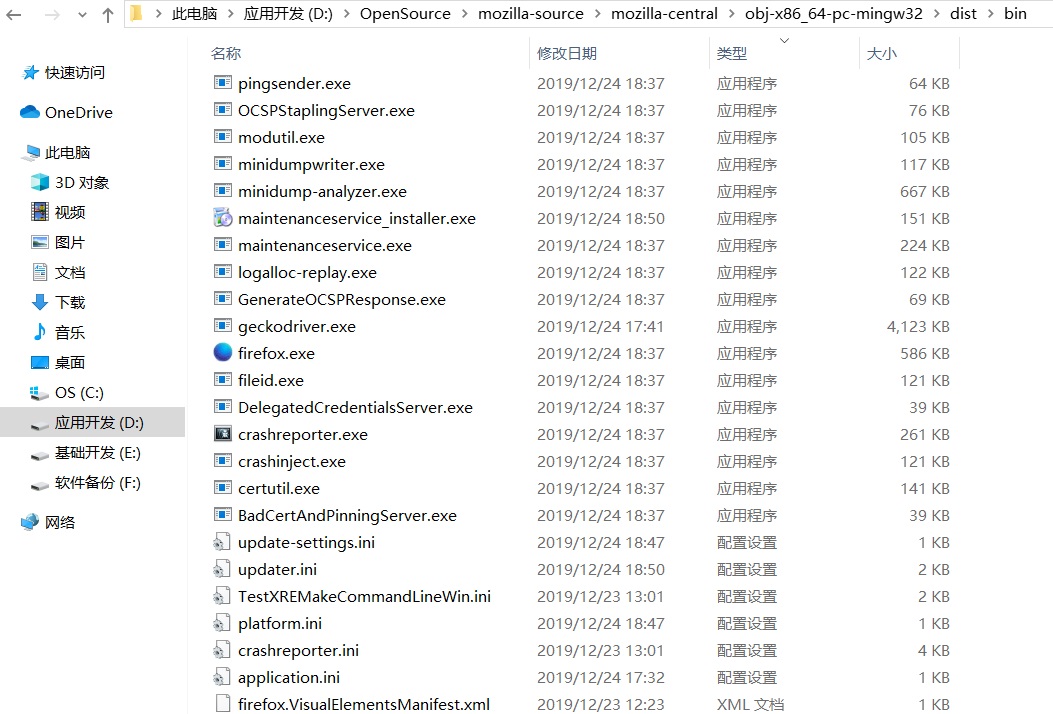 此电脑 > 应用开发 (D:) > OpenSource > mozilla-source > mozilla-central > obj-x86_64-pc-mingw32 > dist > bin
快速访问
OneDrive
此电脑
3D 对象
视频
图片
文档
下载
音乐
桌面
OS (C:)
应用开发 (D:)
基础开发 (E:)
软件备份 (F:)
网络
名称 修改日期 类型 大小
pingsender.exe 2019/12/24 18:37 应用程序 64 KB
OCSPStaplingServer.exe 2019/12/24 18:37 应用程序 76 KB
modutil.exe 2019/12/24 18:37 应用程序 105 KB
minidumpwriter.exe 2019/12/24 18:37 应用程序 117 KB
minidump-analyzer.exe 2019/12/24 18:37 应用程序 667 KB
maintenanceservice_installer.exe 2019/12/24 18:50 应用程序 151 KB
maintenanceservice.exe 2019/12/24 18:37 应用程序 224 KB
logalloc-replay.exe 2019/12/24 18:37 应用程序 122 KB
GenerateOCSPResponse.exe 2019/12/24 18:37 应用程序 69 KB
geckodriver.exe 2019/12/24 17:41 应用程序 4,123 KB
firefox.exe 2019/12/24 18:37 应用程序 586 KB
fileid.exe 2019/12/24 18:37 应用程序 121 KB
DelegatedCredentialsServer.exe 2019/12/24 18:37 应用程序 39 KB
crashreporter.exe 2019/12/24 18:37 应用程序 261 KB
crashinject.exe 2019/12/24 18:37 应用程序 121 KB
certutil.exe 2019/12/24 18:37 应用程序 141 KB
BadCertAndPinningServer.exe 2019/12/24 18:37 应用程序 39 KB
update-settings.ini 2019/12/24 18:47 配置设置 1 KB
updater.ini 2019/12/24 18:50 配置设置 2 KB
TestXREMakeCommandLineWin.ini 2019/12/23 13:01 配置设置 2 KB
platform.ini 2019/12/24 18:47 配置设置 1 KB
crashreporter.ini 2019/12/23 13:01 配置设置 4 KB
application.ini 2019/12/24 17:32 配置设置 1 KB
firefox.VisualElementsManifest.xml 2019/12/23 12:23 XML 文档 1 KB